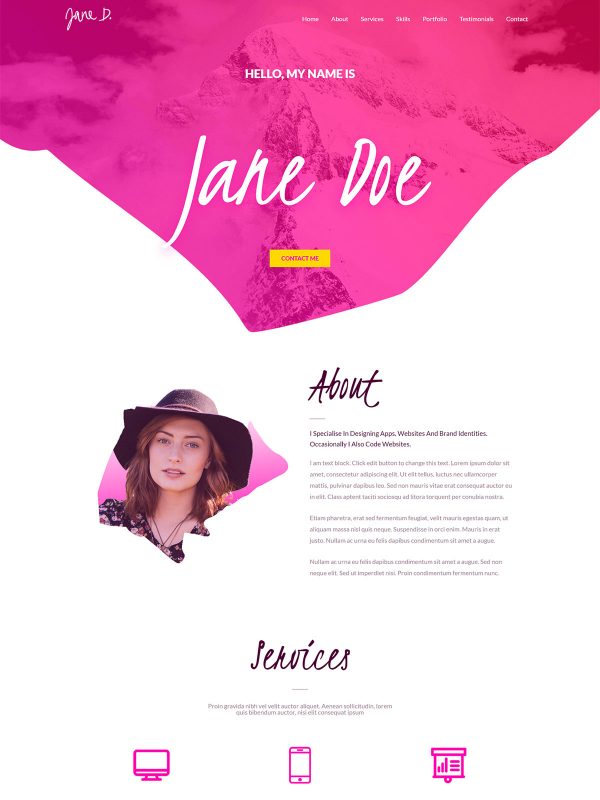 Jane D.
Home About Services Skills Portfolio Testimonials Contact
HELLO, MY NAME IS
Jane Doe
CONTACT ME
About
I Specialise In Designing Apps, Websites And Brand Identities.
Occasionally I Also Code Websites.
I am text block. Click edit button to change this text. Lorem ipsum dolor sit
amet, consectetur adipiscing elit. Ut elit tellus, luctus nec ullamcorper
mattis, pulvinar dapibus leo. Sed non mauris vitae erat consequat auctor eu
in elit. Class aptent taciti sociosqu ad litora torquent per conubia nostra.
Etiam pharetra, erat sed fermentum feugiat, velit mauris egestas quam, ut
aliquam massa nisl quis neque. Suspendisse in orci enim. Mauris in erat
justo. Nullam ac urna eu felis dapibus condimentum sit amet a augue.
Nullam ac urna eu felis dapibus condimentum sit amet a augue. Sed non
neque elit. Sed ut imperdiet nisi. Proin condimentum fermentum nunc.
Services
Proin gravida nibh vel velit auctor aliquet. Aenean sollicitudin, lorem
quis bibendum auctor, nisi elit consequat ipsum